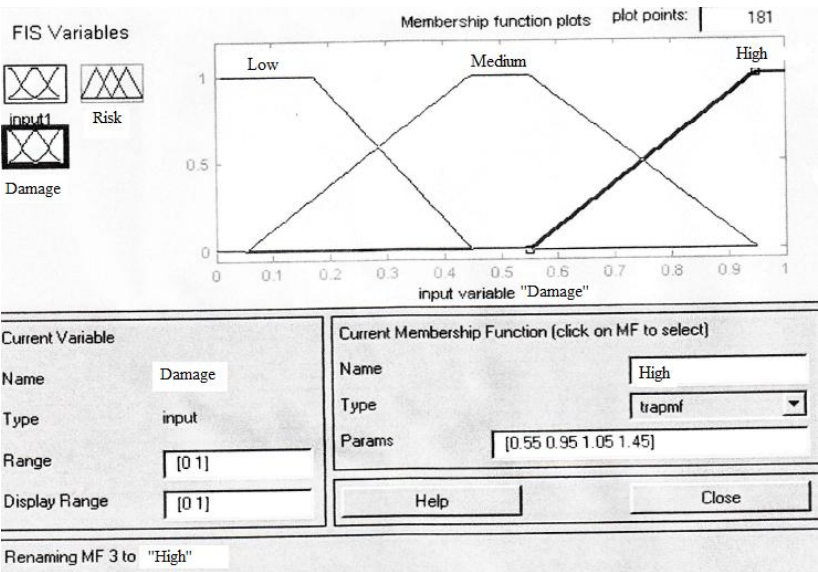 FIS Variables
Membership function plots plot points: 181
input1
Risk
Damage
Low
Medium
High
1
0.5
0
0 0.1 0.2 0.3 0.4 0.5 0.6 0.7 0.8 0.9 1
input variable "Damage"
Current Variable
Name Damage
Type input
Range [0 1]
Display Range [0 1]
Current Membership Function (click on MF to select)
Name High
Type trapmf
Params [0.55 0.95 1.05 1.45]
Help Close
Renaming MF 3 to "High"